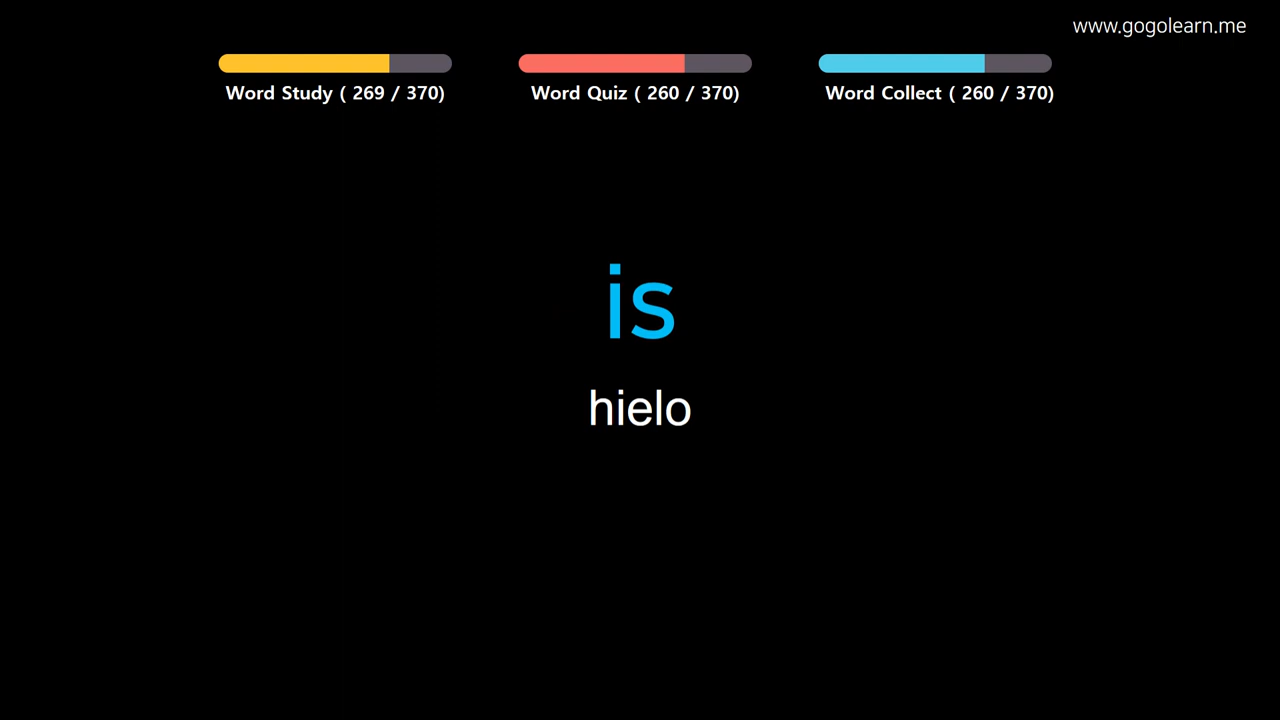 www.gogolearn.me
Word Study ( 269 / 370)
Word Quiz ( 260 / 370)
Word Collect ( 260 / 370)
is
hielo